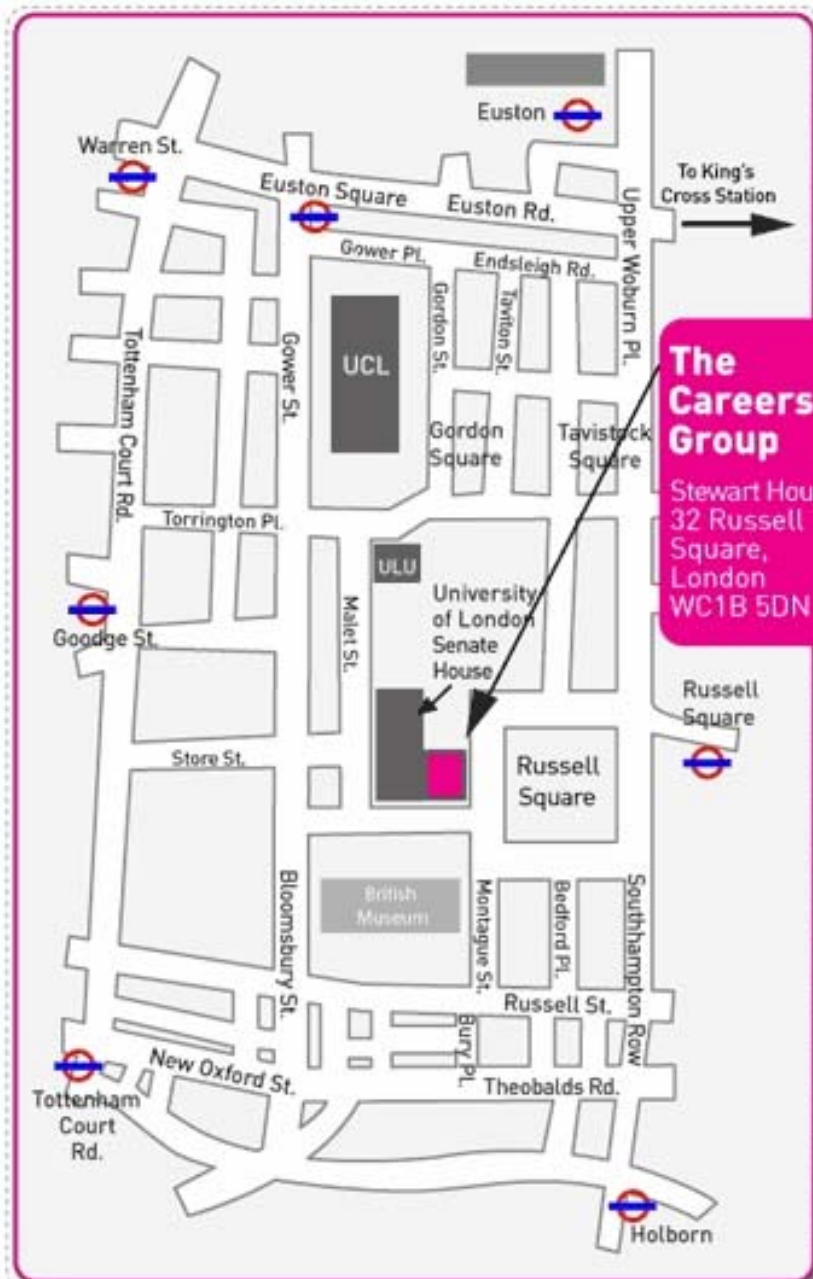 Euston
Warren St.
To King's
Cross Station
Euston Square
Euston Rd.
Upper Woburn Pl.
Gower Pl.
Endsleigh Rd.
Gordon St.
Taviton St.
UCL
Tottenham Court Rd.
Gower St.
The
Careers
Group
Stewart Hou
32 Russell
Square,
London
WC1B 5DN
Gordon
Square
Tavistock
Square
Torrington Pl.
ULU
University
of London
Senate
House
Malet St.
Goodge St.
Russell
Square
Store St.
Russell
Square
British
Museum
Bloomsbury St.
Montague St.
Bedford Pl.
Southhampton Row
Russell St.
Bury Pl.
New Oxford St.
Theobalds Rd.
Tottenham
Court
Rd.
Holborn